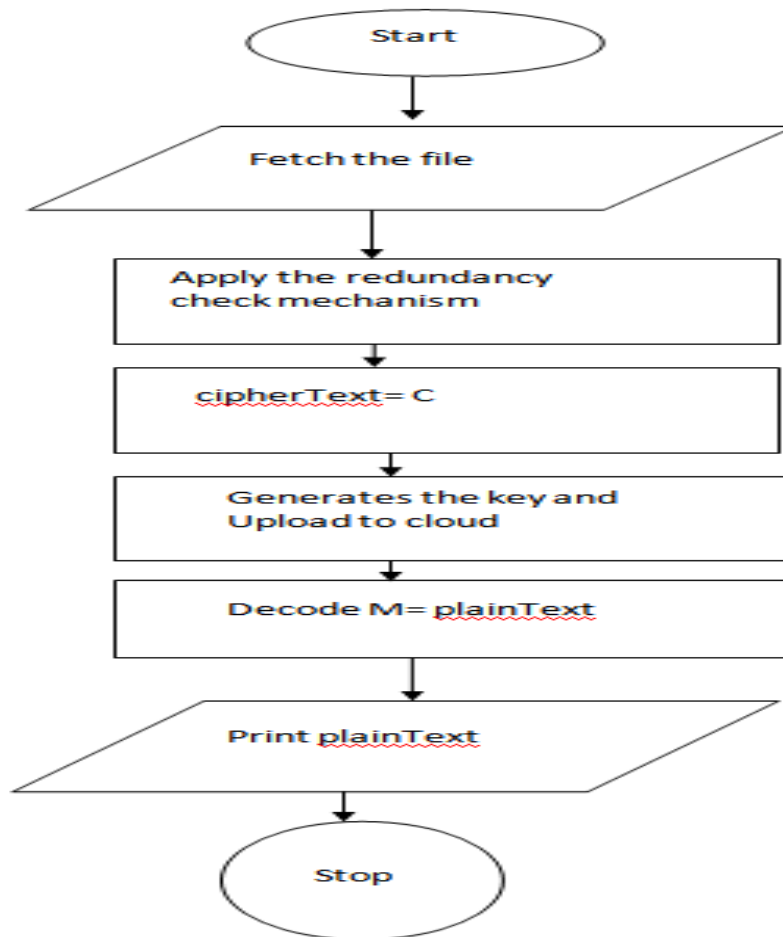 Start
Fetch the file
Apply the redundancy
check mechanism
cipherText= C
Generates the key and
Upload to cloud
Decode M= plainText
Print plainText
Stop